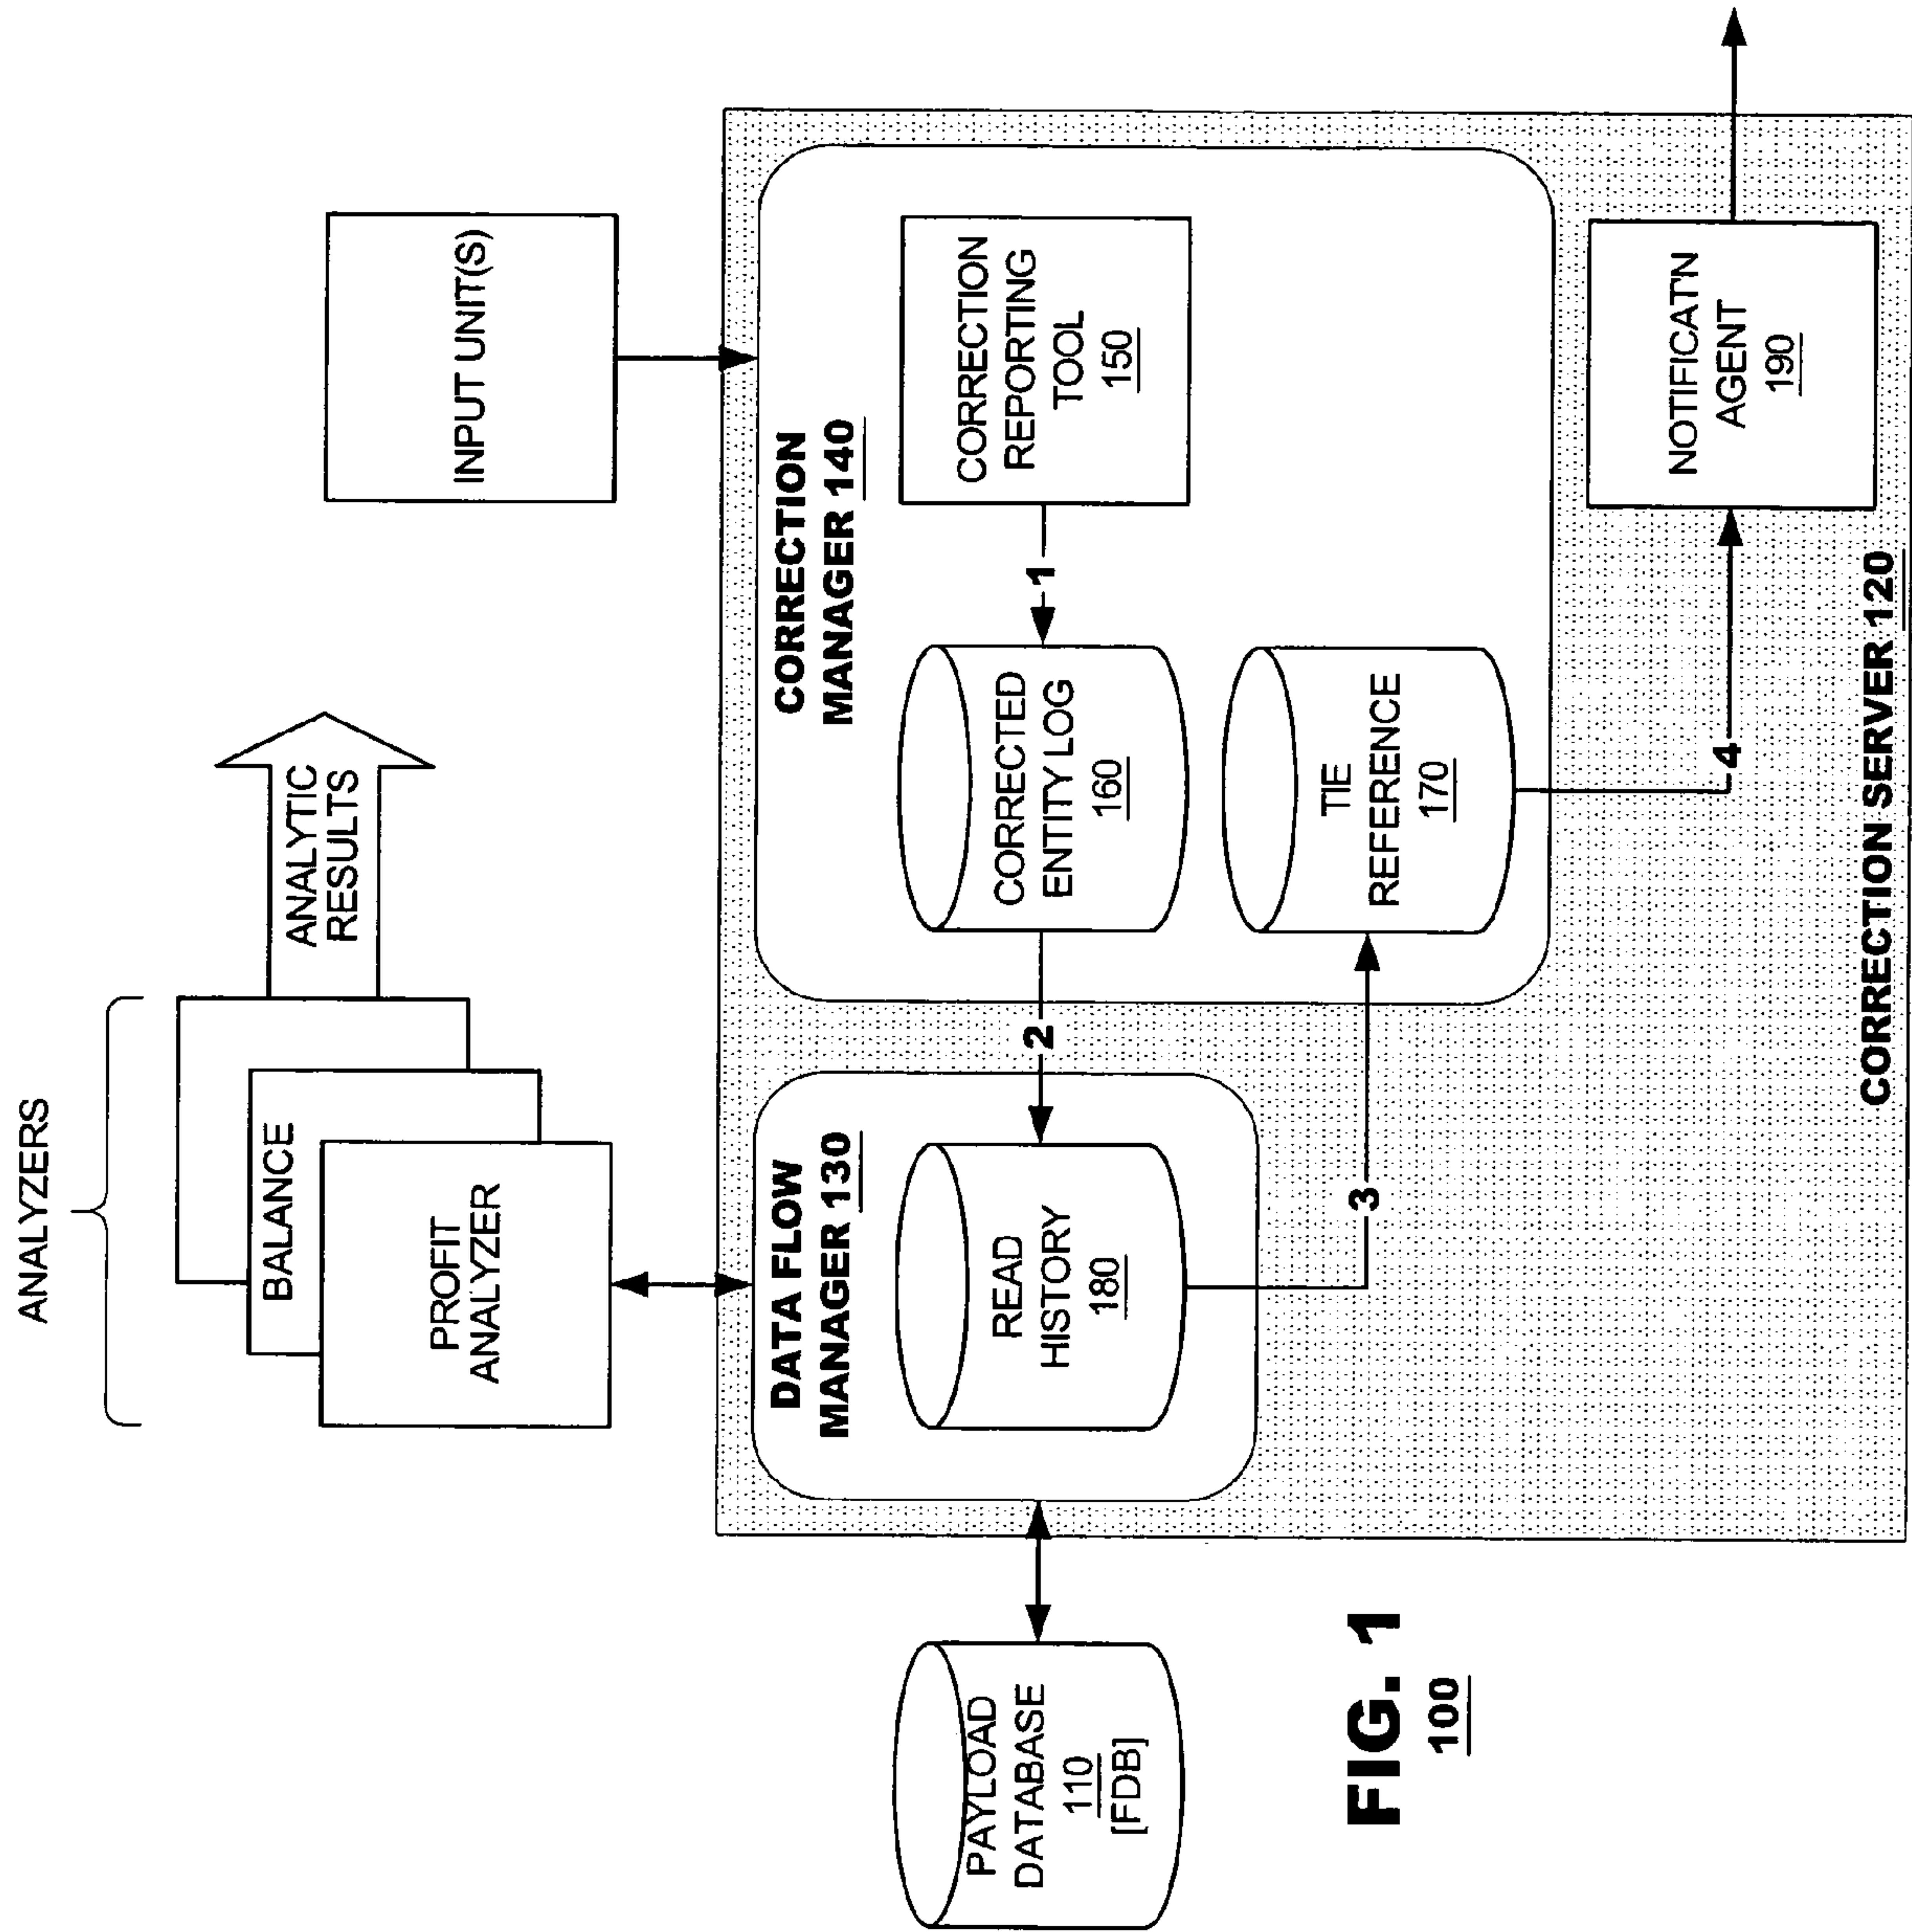 ANALYZERS
BALANCE
PROFIT
ANALYZER
ANALYTIC
RESULTS
INPUT UNIT(S)
PAYLOAD
DATABASE
110
[FDB]
DATA FLOW
MANAGER 130
READ
HISTORY
180
2
3
CORRECTION
MANAGER 140
CORRECTED
ENTITY LOG
160
1
CORRECTION
REPORTING
TOOL
150
TIE
REFERENCE
170
4
NOTIFICATN
AGENT
190
CORRECTION SERVER 120
FIG. 1
100